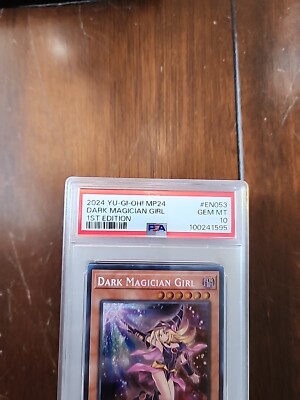 2024 YU-GI-OH! MP24 #EN053
DARK MAGICIAN GIRL GEM MT
1ST EDITION 10
PSA 100241595
DARK MAGICIAN GIRL